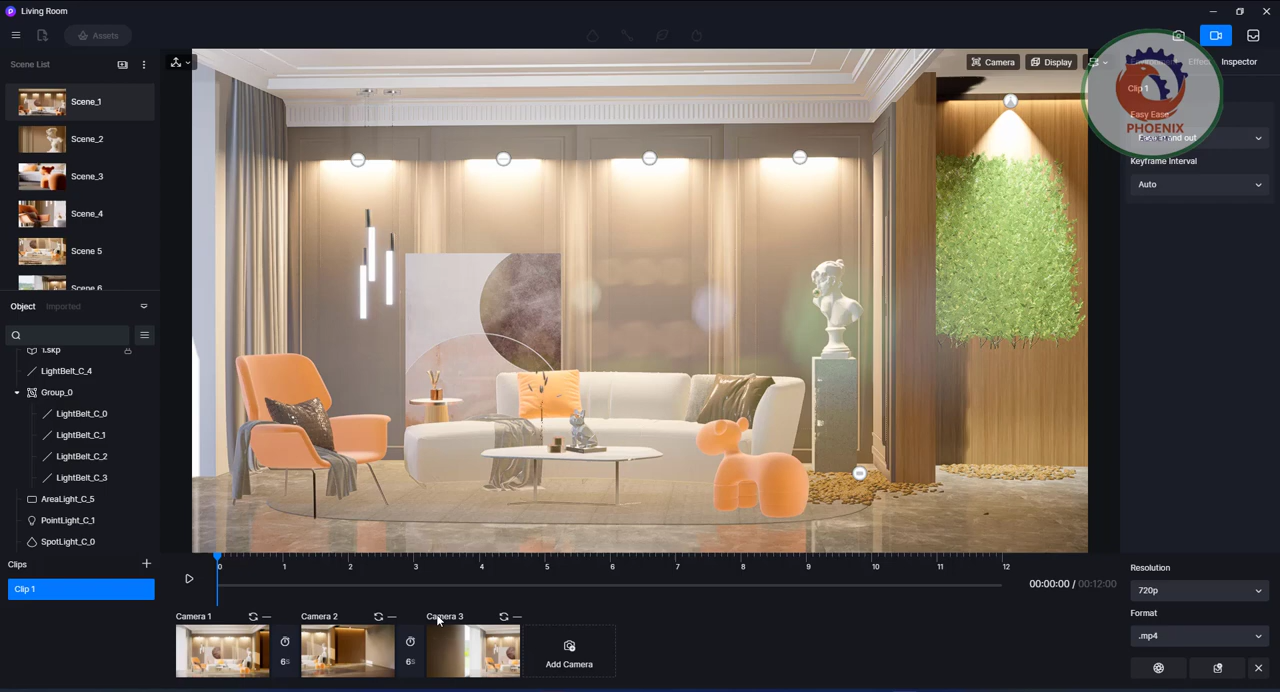 Living Room
Assets
Scene List
Camera
Display
Inspector
Scene_1
Clip 1
Scene_2
Easy Ease
PHOENIX
Keyframe Interval
Scene_3
Auto
Scene_4
Scene 5
Scene 6
Object
Imported
1.skp
LightBelt_C_4
Group_0
LightBelt_C_0
LightBelt_C_1
LightBelt_C_2
LightBelt_C_3
AreaLight_C_5
PointLight_C_1
SpotLight_C_0
Clips
0 1 2 3 4 5 6 7 8 9 10 11 12
Resolution
Clip 1
00:00:00 / 00:12:00
720p
Format
Camera 1
Camera 2
Camera 3
.mp4
6s
6s
Add Camera